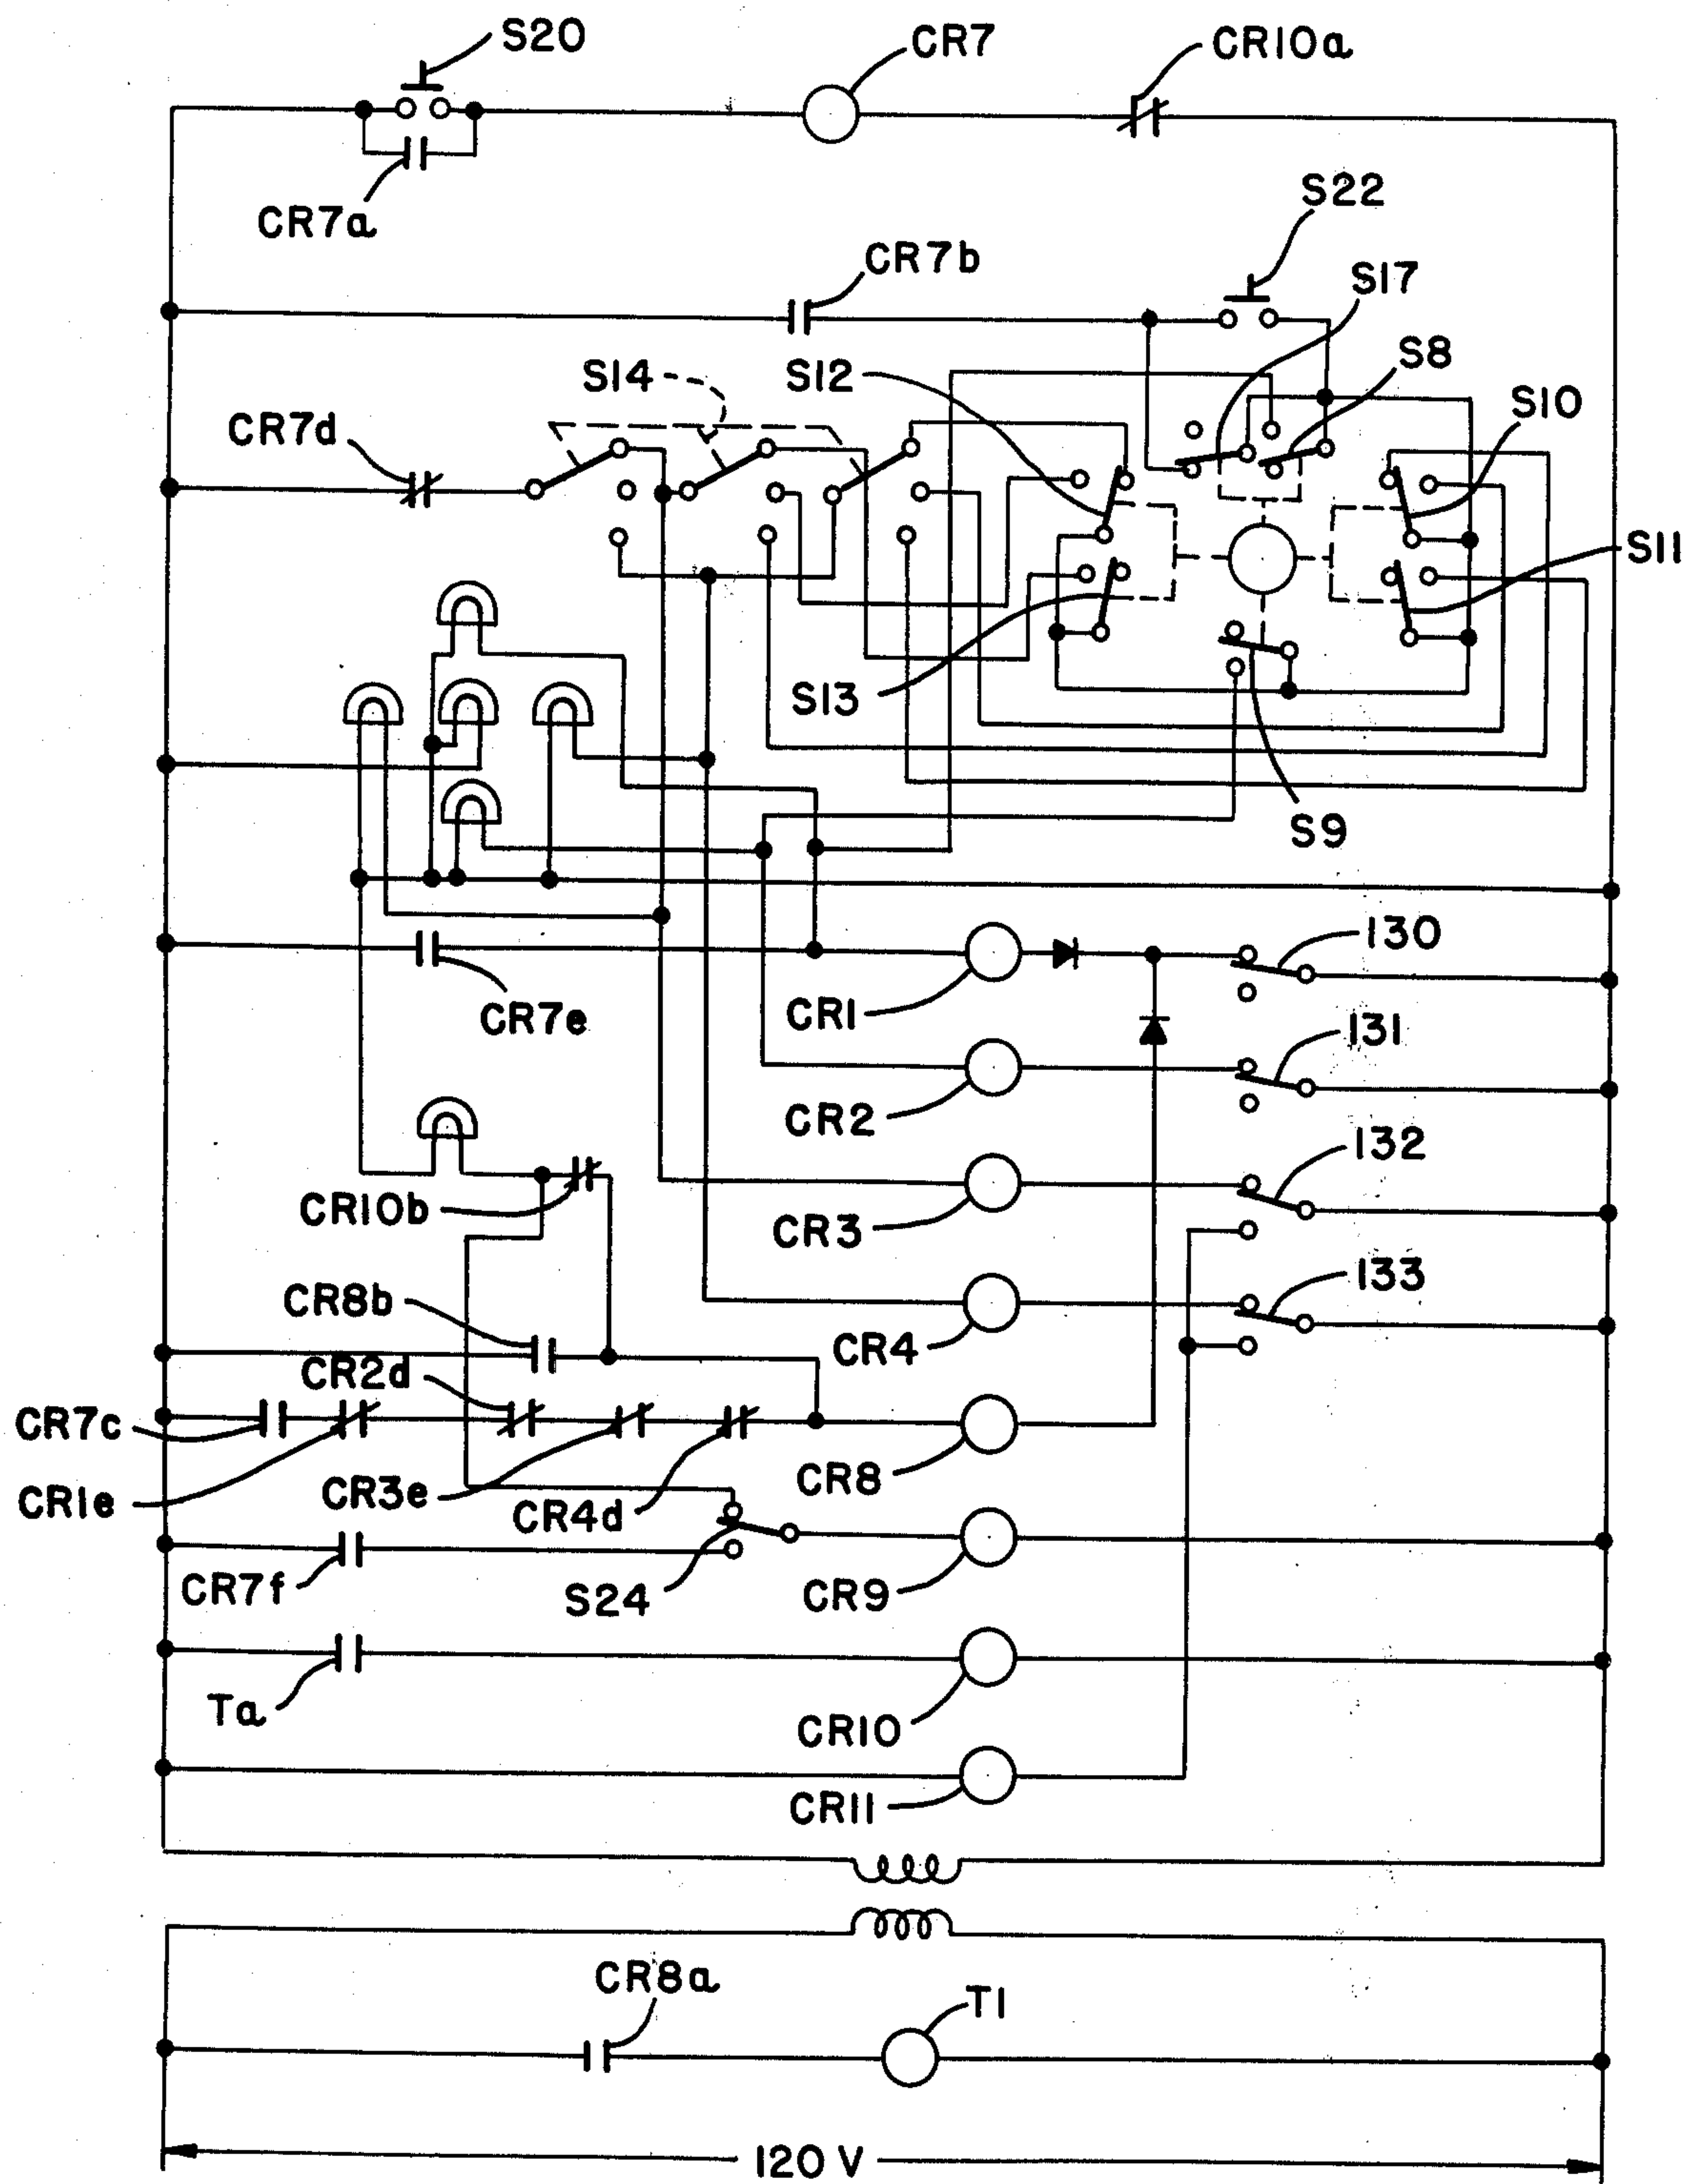 S20
CR7
CR10a
CR7a
S22
CR7b
S17
S14
S12
S8
CR7d
S10
S11
S13
S9
130
CR7e
CR1
131
CR2
132
CR10b
CR3
133
CR8b
CR4
CR2d
CR7c
CR1e
CR3e
CR4d
CR8
CR7f
S24
CR9
Ta
CR10
CR11
CR8a
T1
120 V